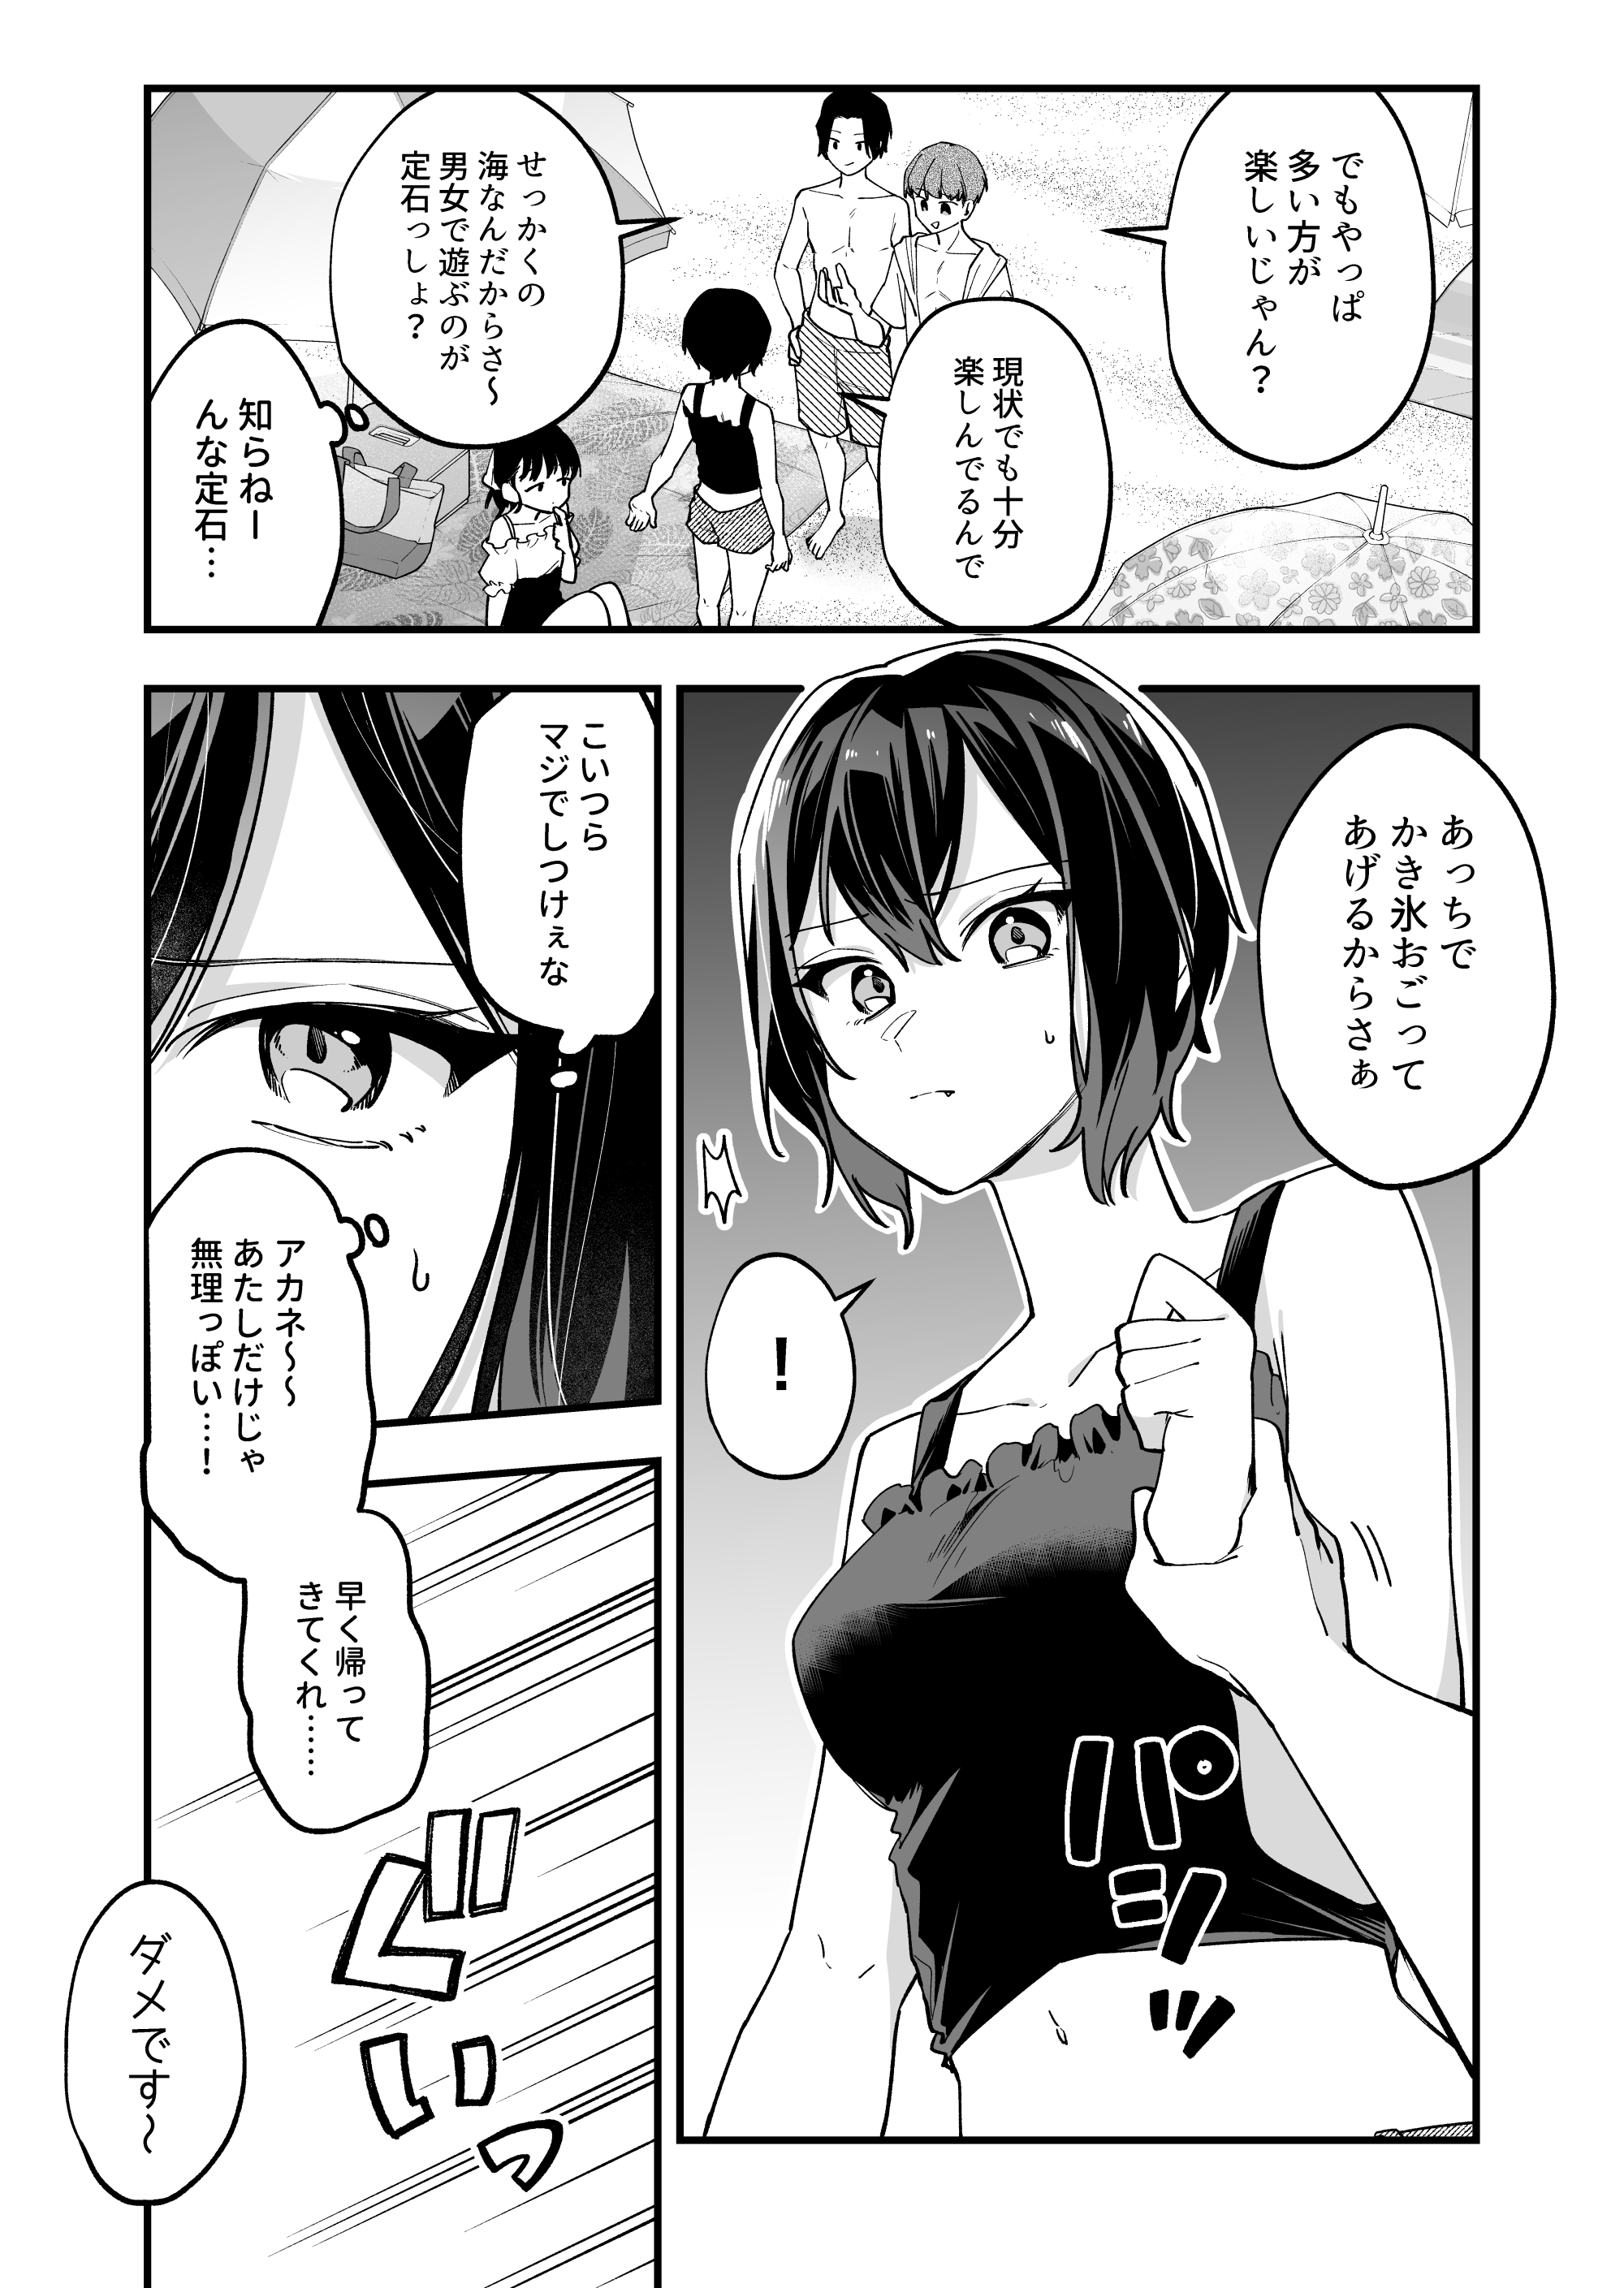 でもやっぱ
多い方が
楽しいじゃん？
現状でも十分
楽しんでるんで
せっかくの
海なんだからさ～
男女で遊ぶのが
定石っしょ？
知らねー
んな定石…
あっちで
かき氷おごって
あげるからさぁ
！
パシッ
こいつら
マジでしつけぇな
アカネ～～
あたしだけじゃ
無理っぽい…！
早く帰って
きてくれ……
ぐいっ
ダメです～